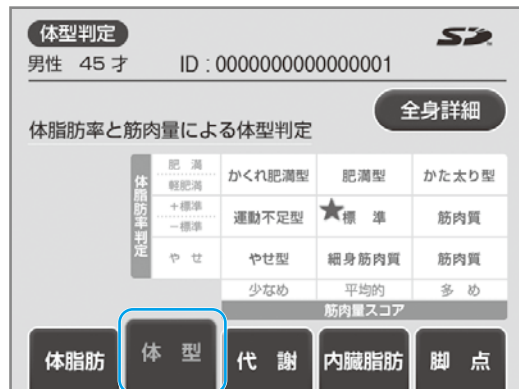 体型判定
SD
男性 45才 ID : 0000000000000001
全身詳細
体脂肪率と筋肉量による体型判定
体脂肪率判定
肥満 かくれ肥満型 肥満型 かた太り型
軽肥満
+標準 運動不足型 標準 筋肉質
-標準
やせ やせ型 細身筋肉質 筋肉質
少なめ 平均的 多め
筋肉量スコア
体脂肪 体型 代謝 内臓脂肪 脚点